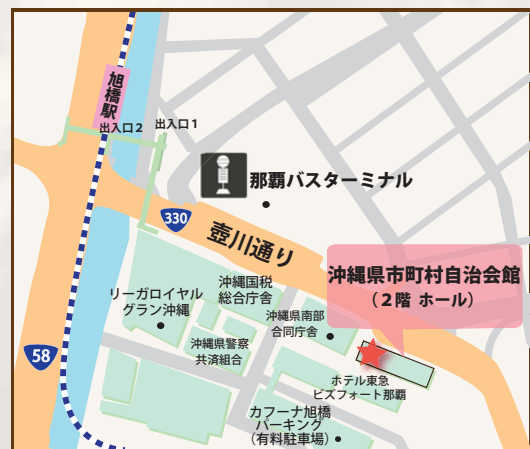 旭橋駅
出入口2
出入口1
那覇バスターミナル
330
壺川通り
沖縄県市町村自治会館
（2階 ホール）
リーガロイヤル
グラン沖縄
沖縄国税
総合庁舎
沖縄県南部
合同庁舎
沖縄県警察
共済組合
58
ホテル東急
ビズフォート那覇
カフーナ旭橋
パーキング
（有料駐車場）